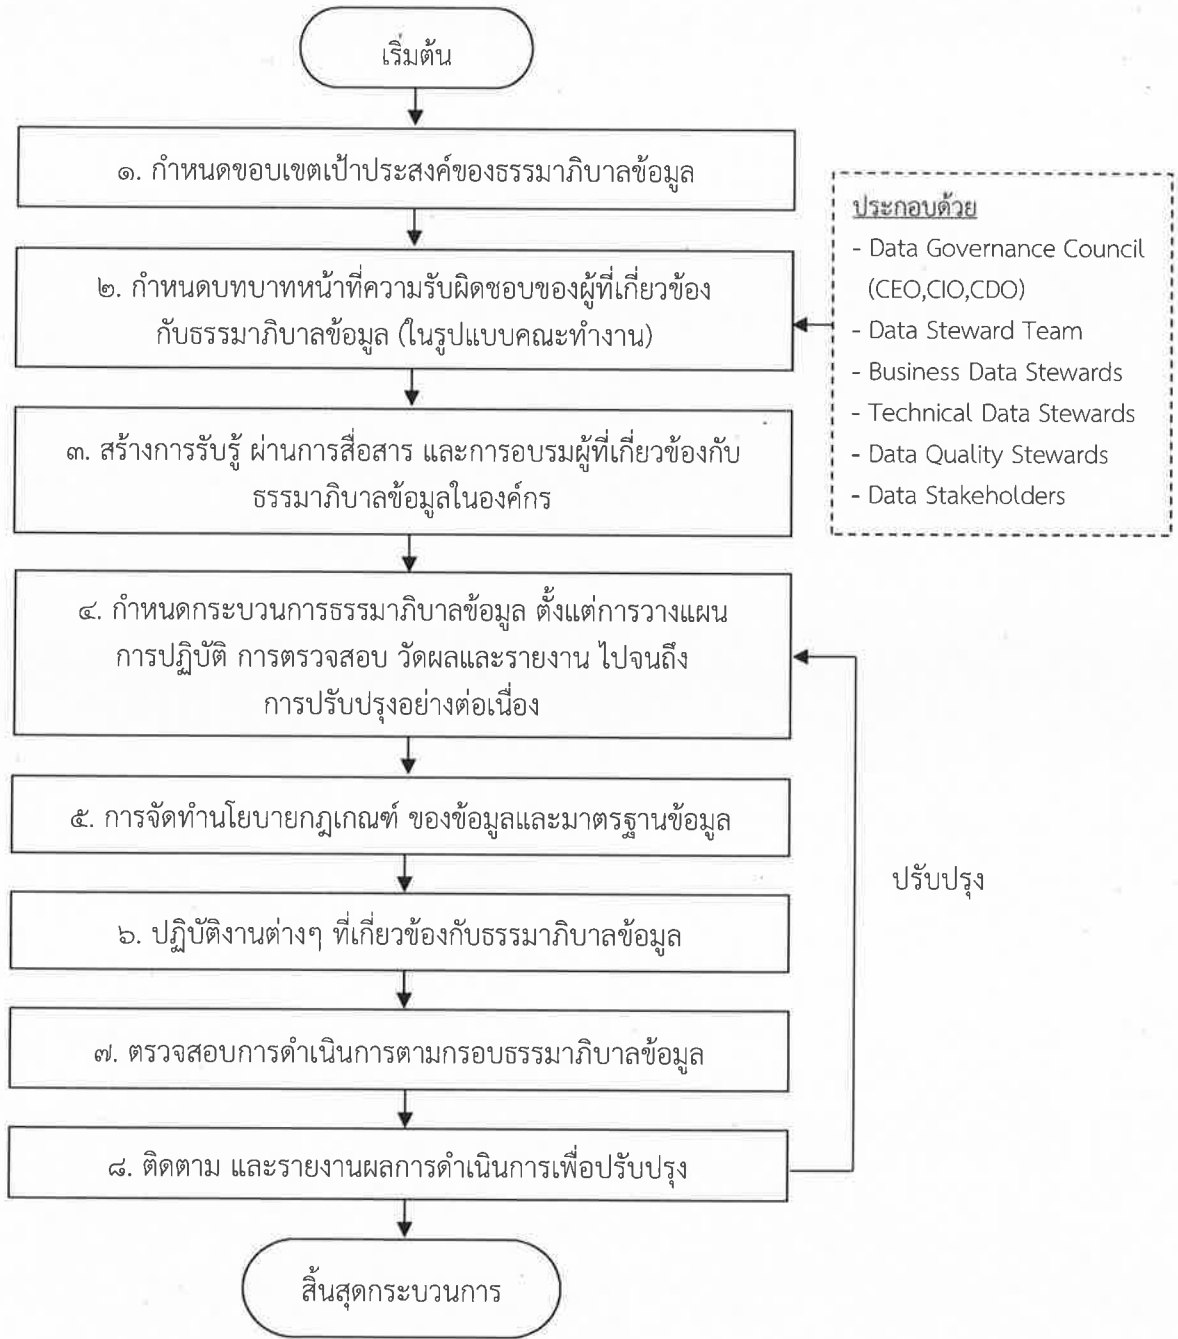 เริ่มต้น
๑. กำหนดขอบเขตเป้าประสงค์ของธรรมาภิบาลข้อมูล
๒. กำหนดบทบาทหน้าที่ความรับผิดชอบของผู้ที่เกี่ยวข้อง
กับธรรมาภิบาลข้อมูล (ในรูปแบบคณะทำงาน)
ประกอบด้วย
- Data Governance Council
(CEO,CIO,CDO)
- Data Steward Team
- Business Data Stewards
- Technical Data Stewards
- Data Quality Stewards
- Data Stakeholders
๓. สร้างการรับรู้ ผ่านการสื่อสาร และการอบรมผู้ที่เกี่ยวข้องกับ
ธรรมาภิบาลข้อมูลในองค์กร
๔. กำหนดกระบวนการธรรมาภิบาลข้อมูล ตั้งแต่การวางแผน
การปฏิบัติ การตรวจสอบ วัดผลและรายงาน ไปจนถึง
การปรับปรุงอย่างต่อเนื่อง
๕. การจัดทำนโยบายกฎเกณฑ์ ของข้อมูลและมาตรฐานข้อมูล
ปรับปรุง
๖. ปฏิบัติงานต่างๆ ที่เกี่ยวข้องกับธรรมาภิบาลข้อมูล
๗. ตรวจสอบการดำเนินการตามกรอบธรรมาภิบาลข้อมูล
๘. ติดตาม และรายงานผลการดำเนินการเพื่อปรับปรุง
สิ้นสุดกระบวนการ